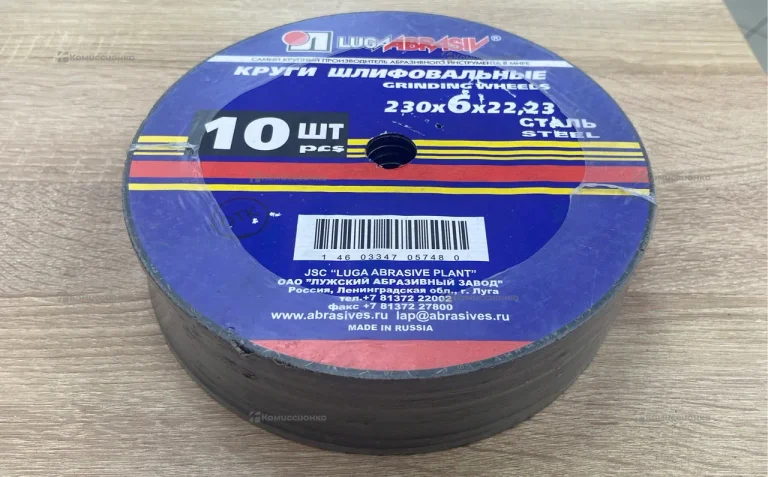 LUGAABRASIV
САМЫЙ КРУПНЫЙ ПРОИЗВОДИТЕЛЬ АБРАЗИВНОГО ИНСТРУМЕНТА В МИРЕ
КРУГИ ШЛИФОВАЛЬНЫЕ
GRINDING WHEELS
230x6x22,23
СТАЛЬ
STEEL
10 ШТ
pcs
1 46 03347 05748 0
JSC "LUGA ABRASIVE PLANT"
ОАО "ЛУЖСКИЙ АБРАЗИВНЫЙ ЗАВОД"
Россия, Ленинградская обл., г. Луга
тел.+7 81372 22002
факс +7 81372 27800
www.abrasives.ru lap@abrasives.ru
MADE IN RUSSIA
Комиссионко